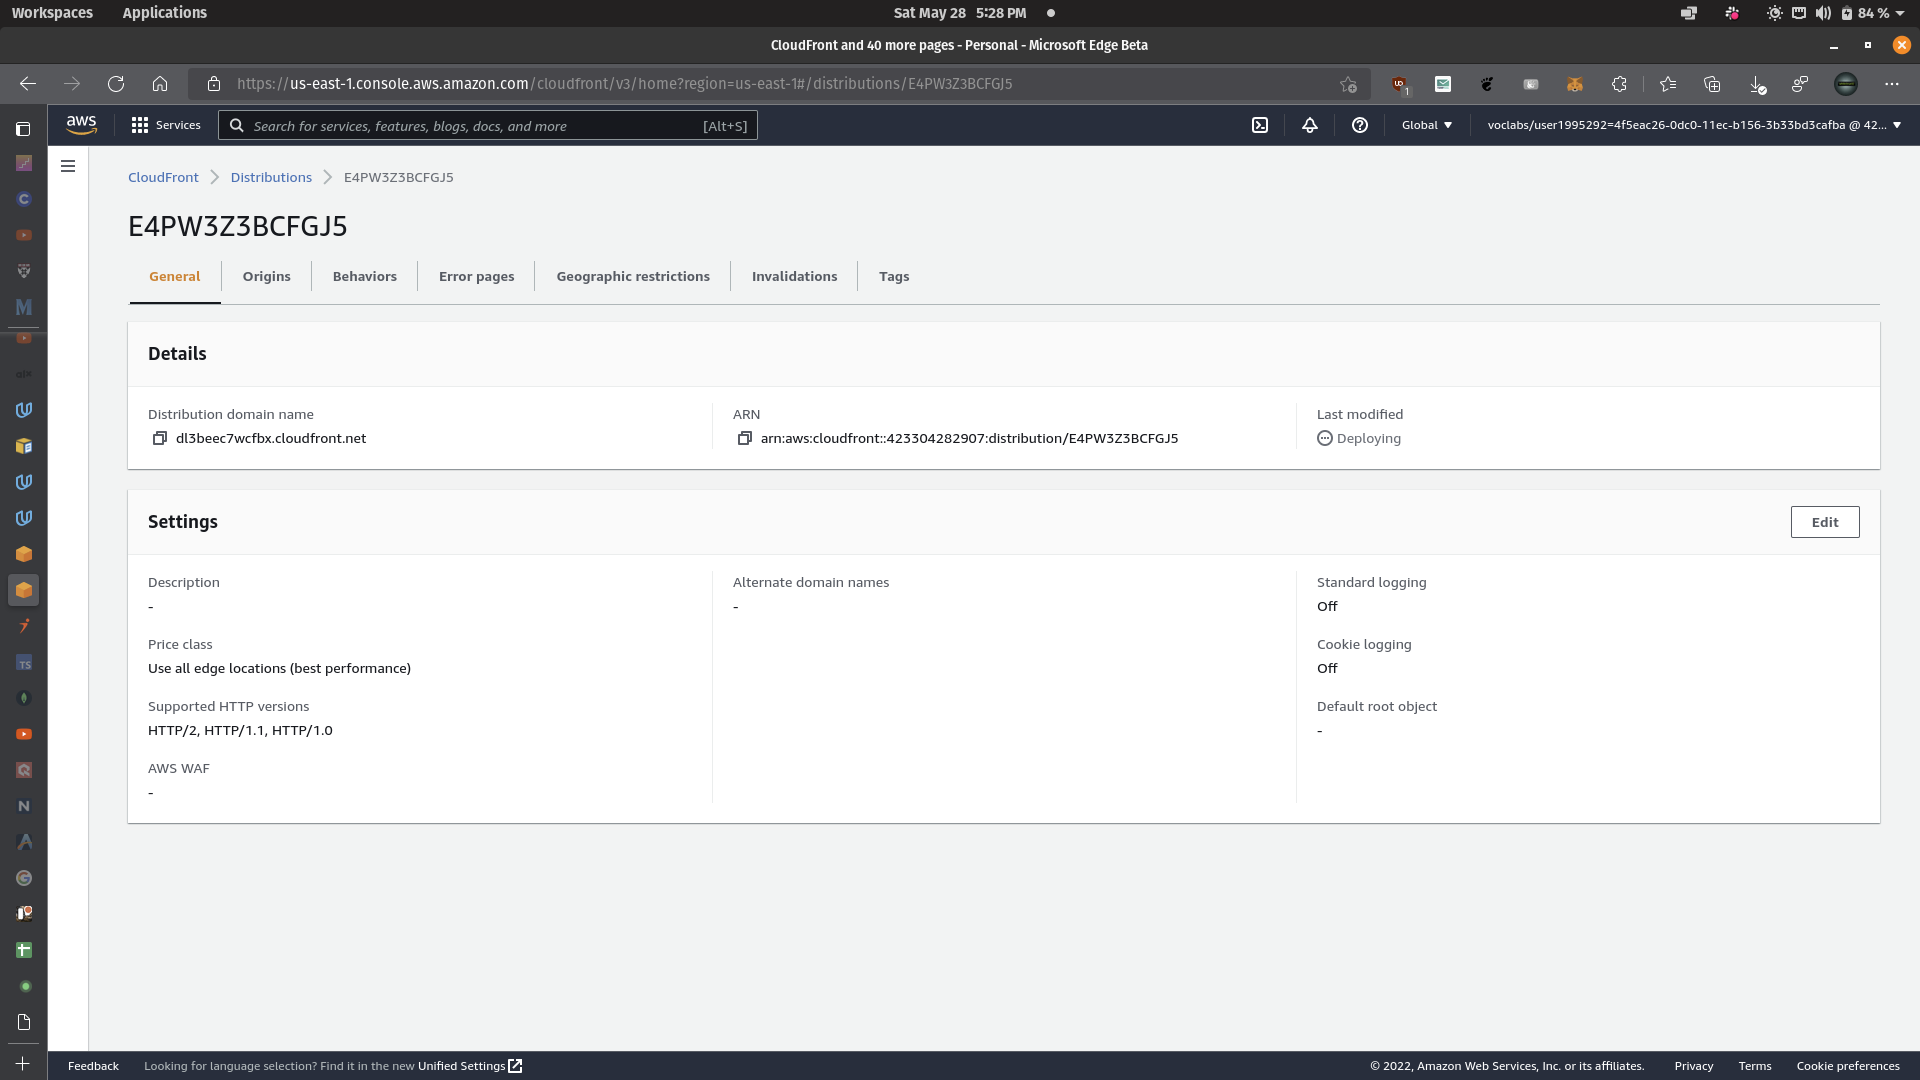 Workspaces Applications Sat May 28 5:28 PM 84 %
CloudFront and 40 more pages - Personal - Microsoft Edge Beta
https://us-east-1.console.aws.amazon.com/cloudfront/v3/home?region=us-east-1#/distributions/E4PW3Z3BCFGJ5
1
aws Services Search for services, features, blogs, docs, and more [Alt+S] Global voclabs/user1995292=4f5eac26-0dc0-11ec-b156-3b33bd3cafba @ 42...
CloudFront Distributions E4PW3Z3BCFGJ5
E4PW3Z3BCFGJ5
General Origins Behaviors Error pages Geographic restrictions Invalidations Tags
Details
Distribution domain name ARN Last modified
dl3beec7wcfbx.cloudfront.net arn:aws:cloudfront::423304282907:distribution/E4PW3Z3BCFGJ5 Deploying
Settings Edit
Description Alternate domain names Standard logging
- - Off
Price class Cookie logging
Use all edge locations (best performance) Off
Supported HTTP versions Default root object
HTTP/2, HTTP/1.1, HTTP/1.0 -
AWS WAF
-
Feedback Looking for language selection? Find it in the new Unified Settings © 2022, Amazon Web Services, Inc. or its affiliates. Privacy Terms Cookie preferences